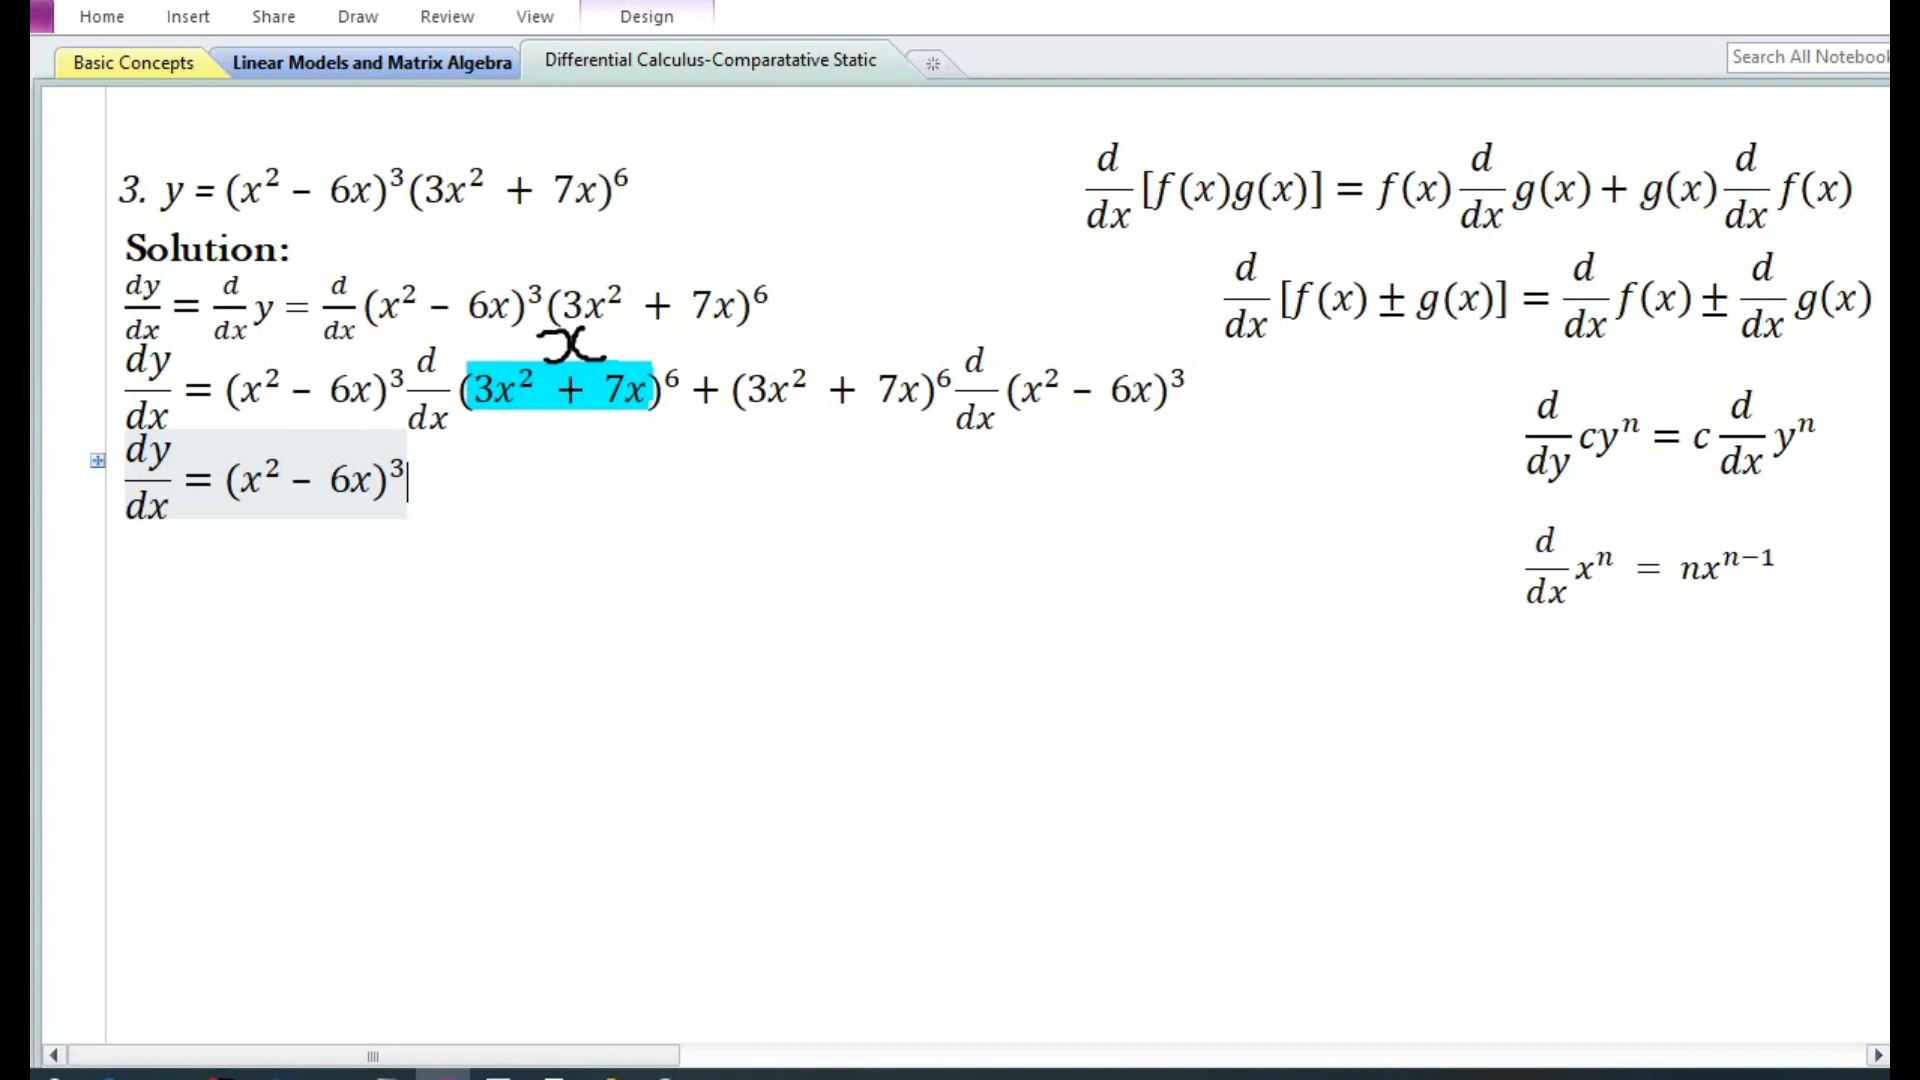 Home Insert Share Draw Review View Design
Basic Concepts Linear Models and Matrix Algebra Differential Calculus-Comparatative Static Search All Notebook
3. y = (x² – 6x)³(3x² + 7x)⁶
Solution:
dy/dx = d/dx y = d/dx (x² – 6x)³(3x² + 7x)⁶
x
dy/dx = (x² – 6x)³ d/dx (3x² + 7x)⁶ + (3x² + 7x)⁶ d/dx (x² – 6x)³
dy/dx = (x² – 6x)³
d/dx [f(x)g(x)] = f(x) d/dx g(x) + g(x) d/dx f(x)
d/dx [f(x) ± g(x)] = d/dx f(x) ± d/dx g(x)
d/dy cyⁿ = c d/dx yⁿ
d/dx xⁿ = nxⁿ⁻¹